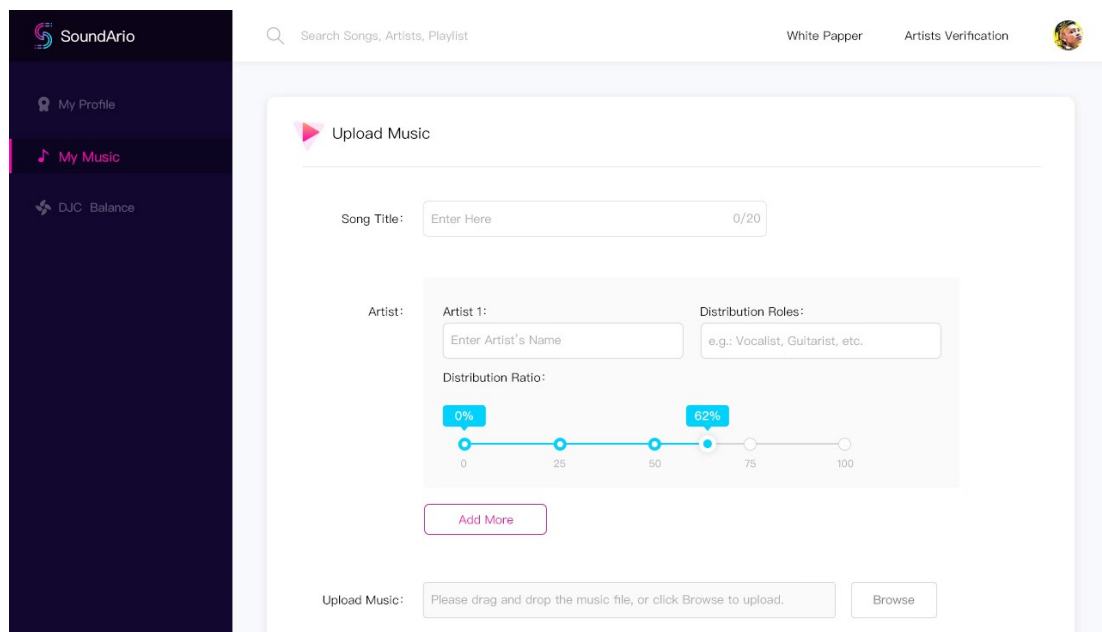 SoundArio
Search Songs, Artists, Playlist
White Papper
Artists Verification
My Profile
My Music
DJC Balance
Upload Music
Song Title:
Enter Here
0/20
Artist:
Artist 1:
Distribution Roles:
Enter Artist's Name
e.g.: Vocalist, Guitarist, etc.
Distribution Ratio:
0%
62%
0
25
50
75
100
Add More
Upload Music:
Please drag and drop the music file, or click Browse to upload.
Browse